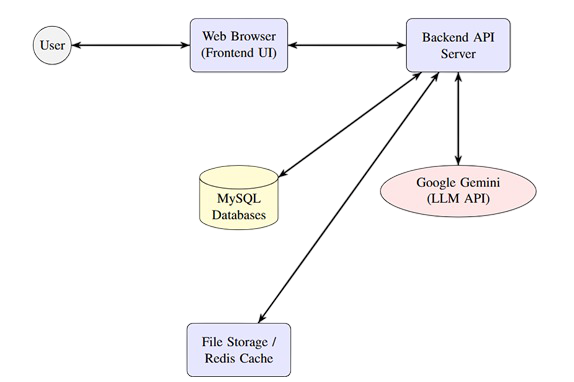 User
Web Browser
(Frontend UI)
Backend API
Server
MySQL
Databases
Google Gemini
(LLM API)
File Storage /
Redis Cache